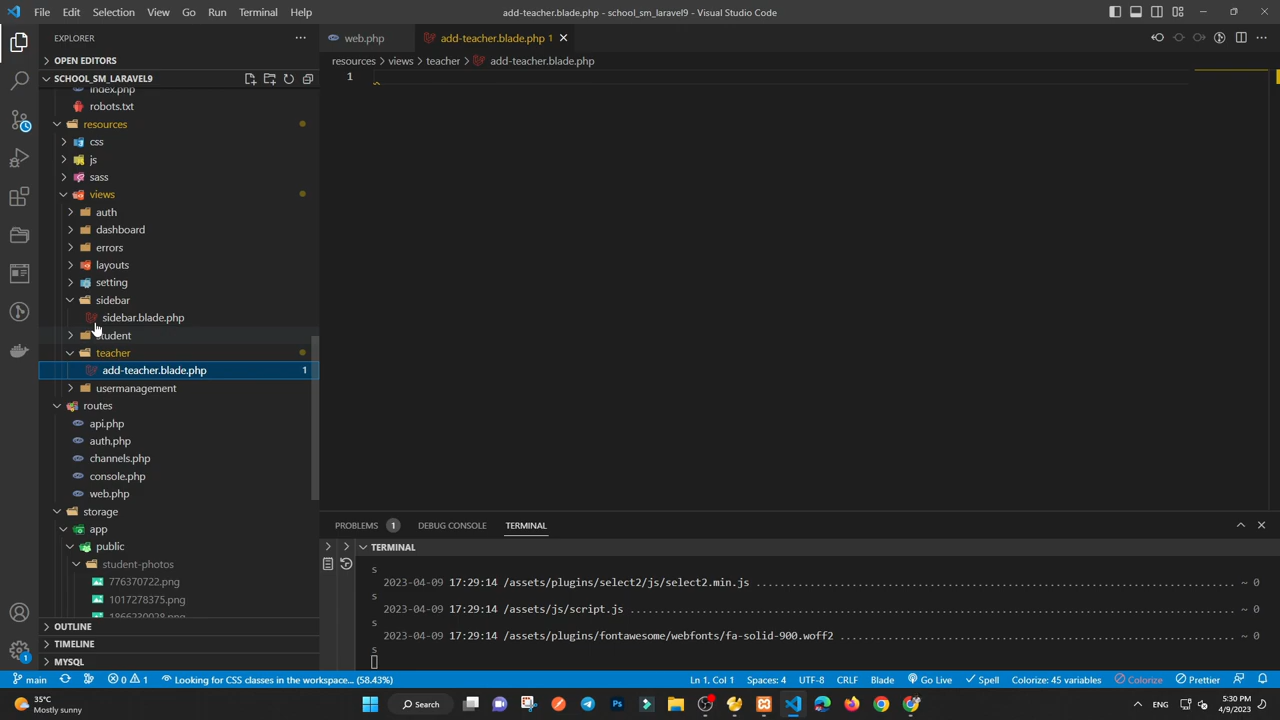 File Edit Selection View Go Run Terminal Help
add-teacher.blade.php - school_sm_laravel9 - Visual Studio Code
EXPLORER
web.php
add-teacher.blade.php 1
OPEN EDITORS
resources > views > teacher > add-teacher.blade.php
SCHOOL_SM_LARAVEL9
1
index.php
robots.txt
resources
css
js
sass
views
auth
dashboard
errors
layouts
setting
sidebar
sidebar.blade.php
student
teacher
add-teacher.blade.php 1
usermanagement
routes
api.php
auth.php
channels.php
console.php
web.php
storage
app
public
student-photos
776370722.png
1017278375.png
1866230028.png
OUTLINE
TIMELINE
MYSQL
PROBLEMS 1 DEBUG CONSOLE TERMINAL
TERMINAL
s
2023-04-09 17:29:14 /assets/plugins/select2/js/select2.min.js ~ 0
s
2023-04-09 17:29:14 /assets/js/script.js ~ 0
s
2023-04-09 17:29:14 /assets/plugins/fontawesome/webfonts/fa-solid-900.woff2 ~ 0
s
main 0 1 Looking for CSS classes in the workspace... (58.43%) Ln 1, Col 1 Spaces: 4 UTF-8 CRLF Blade Go Live Spell Colorize: 45 variables Colorize Prettier
35°C
Mostly sunny
Search
ENG
5:30 PM
4/9/2023